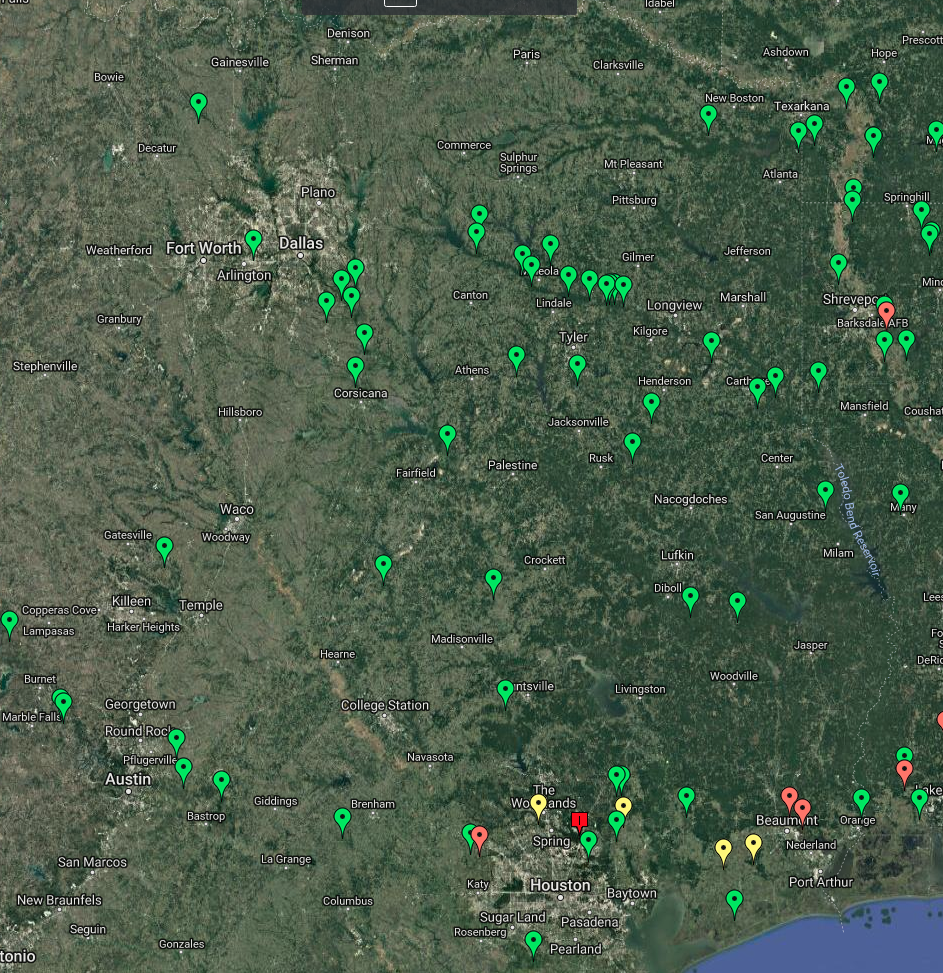 Idabel
Denison
Sherman
Gainesville
Paris
Clarksville
Ashdown
Hope
Prescott
Bowie
New Boston
Texarkana
Decatur
Commerce
Sulphur
Springs
Mt Pleasant
Atlanta
Plano
Pittsburg
Springhill
Weatherford
Fort Worth
Dallas
Arlington
Gilmer
Jefferson
Canton
Lindale
Longview
Marshall
Granbury
Tyler
Kilgore
Barksdale AFB
Stephenville
Athens
Henderson
Corsicana
Mansfield
Hillsboro
Jacksonville
Fairfield
Palestine
Rusk
Center
Toledo Bend Reservoir
Nacogdoches
San Augustine
Many
Waco
Woodway
Gatesville
Crockett
Lufkin
Milam
Diboll
Killeen
Temple
Copperas Cove
Harker Heights
Lampasas
Madisonville
Hearne
Jasper
Burnet
Woodville
Livingston
Georgetown
College Station
Marble Falls
Round Rock
Pflugerville
Navasota
Austin
The
Woodlands
Giddings
Brenham
Bastrop
Beaumont
Orange
Spring
Nederland
La Grange
San Marcos
Katy
Houston
Baytown
Port Arthur
New Braunfels
Columbus
Sugar Land
Pasadena
Seguin
Rosenberg
Gonzales
Pearland
tonio